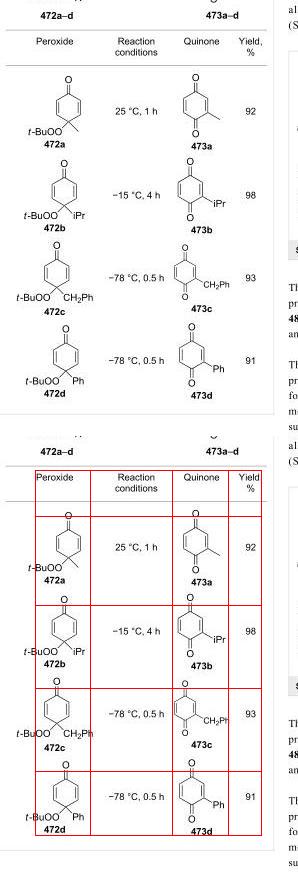 472a–d 473a–d
Peroxide Reaction conditions Quinone Yield, %
O O
25 °C, 1 h 92
t-BuOO O
472a 473a
O O
−15 °C, 4 h 98
t-BuOO iPr iPr O
472b 473b
O O
−78 °C, 0.5 h 93
t-BuOO CH2Ph CH2Ph O
472c 473c
O O
−78 °C, 0.5 h 91
t-BuOO Ph Ph O
472d 473d
472a–d 473a–d
Peroxide Reaction conditions Quinone Yield %
O O
25 °C, 1 h 92
t-BuOO O
472a 473a
O O
−15 °C, 4 h 98
t-BuOO iPr iPr O
472b 473b
O O
−78 °C, 0.5 h 93
t-BuOO CH2Ph CH2Ph O
472c 473c
O O
−78 °C, 0.5 h 91
t-BuOO Ph Ph O
472d 473d